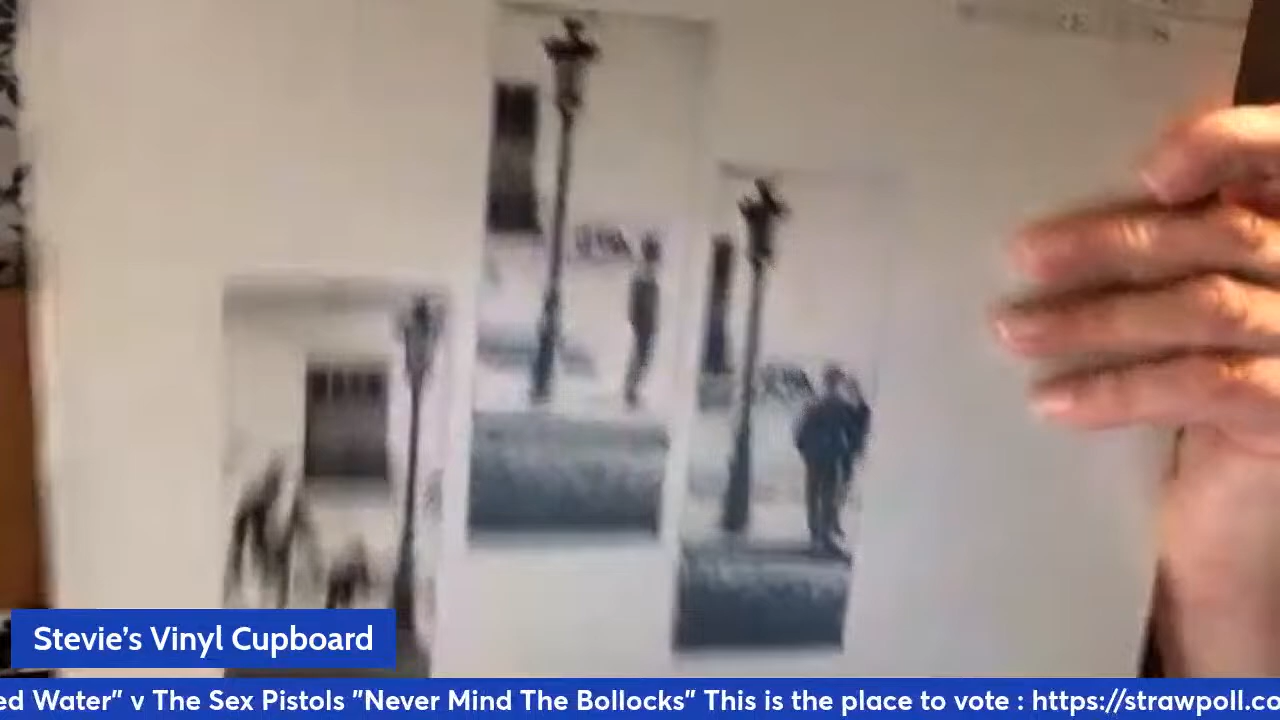 Stevie's Vinyl Cupboard
ed Water" v The Sex Pistols "Never Mind The Bollocks" This is the place to vote : https://strawpoll.co